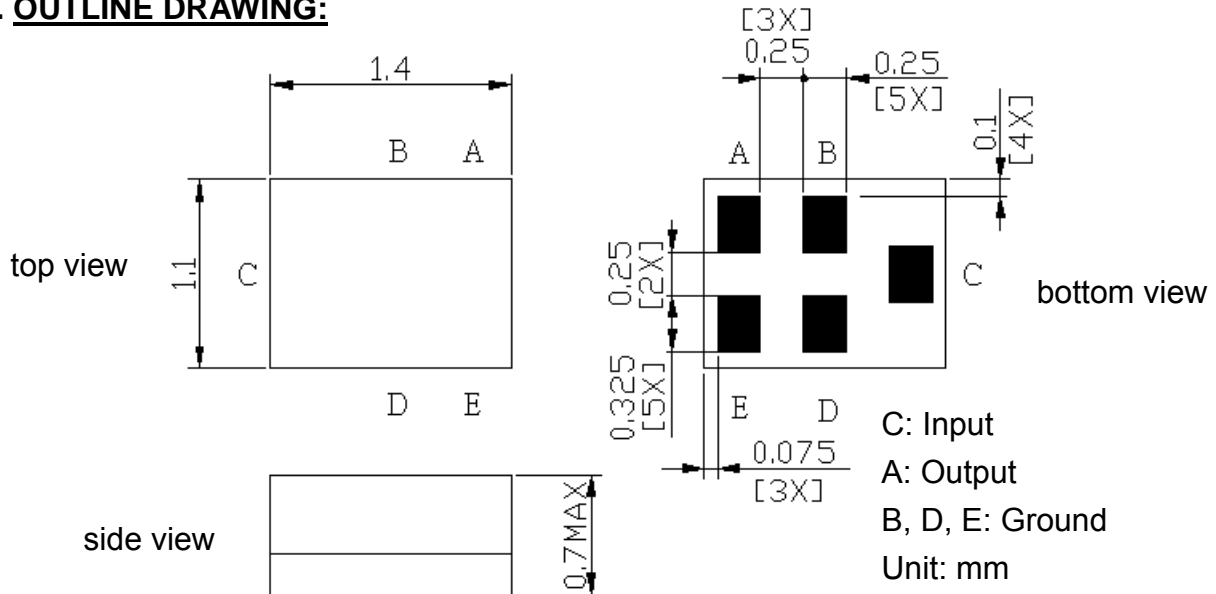 . OUTLINE DRAWING:
[3X]
0.25
0.25
[5X]
1.4
0.1
[4X]
B A
A B
top view
1.1
C
0.25
[2X]
C
bottom view
0.325
[5X]
D E
E D
0.075
[3X]
C: Input
A: Output
B, D, E: Ground
Unit: mm
side view
0.7MAX